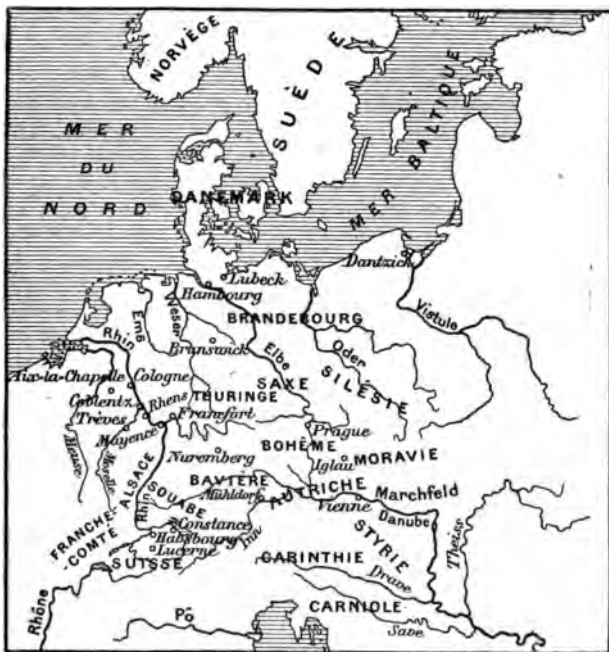 NORVÈGE
SUÈDE
MER
DU
NORD
MER BALTIQUE
DANEMARK
Dantzick
Lubeck
Hambourg
Vistule
BRANDEBOURG
Ems
Weser
Rhin
Brunswick
Elbe
Oder
SILÉSIE
SAXE
Aix-la-Chapelle
Cologne
Coblentz
Rhens
TURINGE
Trèves
Francfort
Mayence
Prague
BOHÊME
Meuse
Moselle
Nuremberg
Iglau
MORAVIE
ALSACE
BAVIÈRE
Mühldorf
AUTRICHE
Marchfeld
Rhin
SOUABE
Vienne
Danube
FRANCHE-
-COMTÉ
Constance
Inn
Habsbourg
Lucerne
STYRIE
Theiss
SUISSE
CARINTHIE
Drave
Rhône
Pô
CARNIOLE
Save